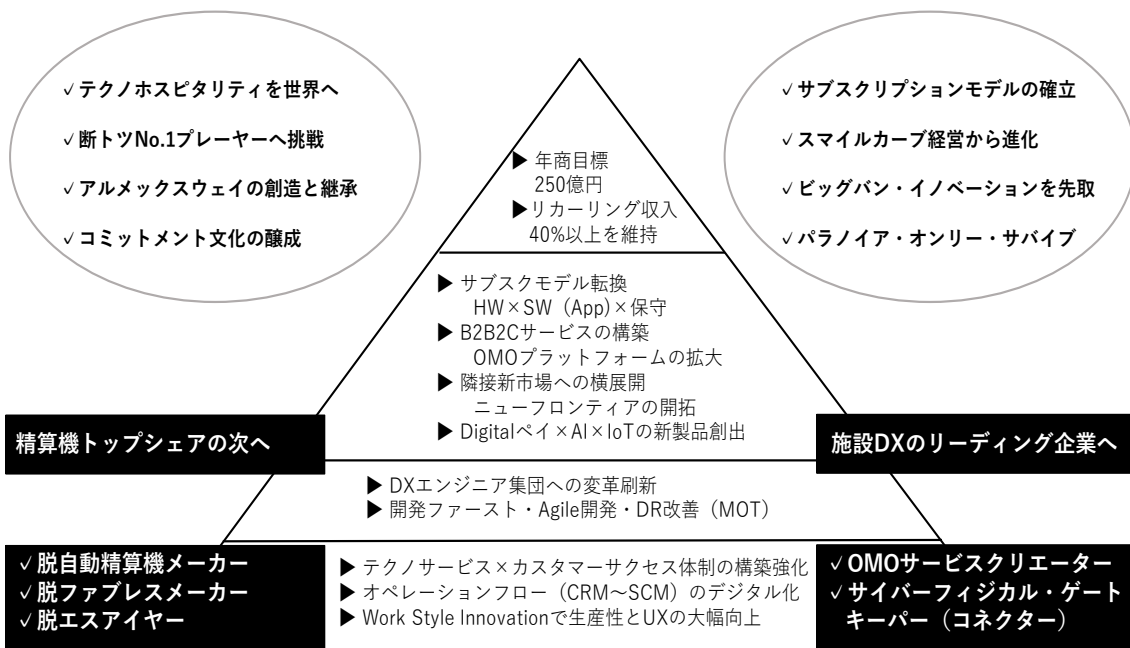 ✓テクノホスピタリティを世界へ
✓断トツNo.1プレーヤーへ挑戦
✓アルメックスウェイの創造と継承
✓コミットメント文化の醸成
✓サブスクリプションモデルの確立
✓スマイルカーブ経営から進化
✓ビッグバン・イノベーションを先取
✓パラノイア・オンリー・サバイブ
▶ 年商目標
250億円
▶リカーリング収入
40%以上を維持
▶ サブスクモデル転換
HW×SW（App)×保守
▶ B2B2Cサービスの構築
OMOプラットフォームの拡大
▶ 隣接新市場への横展開
ニューフロンティアの開拓
▶ Digitalペイ×AI×IoTの新製品創出
精算機トップシェアの次へ
施設DXのリーディング企業へ
▶ DXエンジニア集団への変革刷新
▶ 開発ファースト・Agile開発・DR改善（MOT）
✓脱自動精算機メーカー
✓脱ファブレスメーカー
✓脱エスアイヤー
▶ テクノサービス×カスタマーサクセス体制の構築強化
▶ オペレーションフロー（CRM～SCM）のデジタル化
▶ Work Style Innovationで生産性とUXの大幅向上
✓OMOサービスクリエーター
✓サイバーフィジカル・ゲート
キーパー（コネクター）